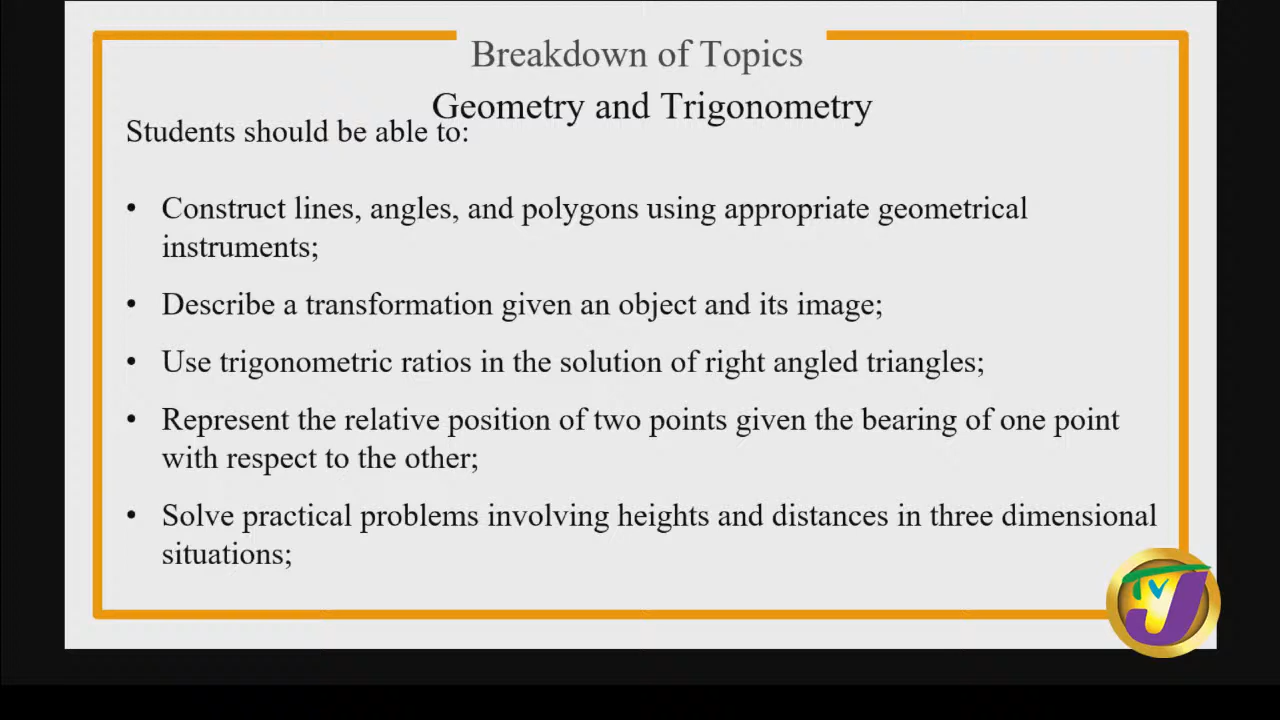 Breakdown of Topics
Geometry and Trigonometry
Students should be able to:
• Construct lines, angles, and polygons using appropriate geometrical
instruments;
• Describe a transformation given an object and its image;
• Use trigonometric ratios in the solution of right angled triangles;
• Represent the relative position of two points given the bearing of one point
with respect to the other;
• Solve practical problems involving heights and distances in three dimensional
situations;
TVJ